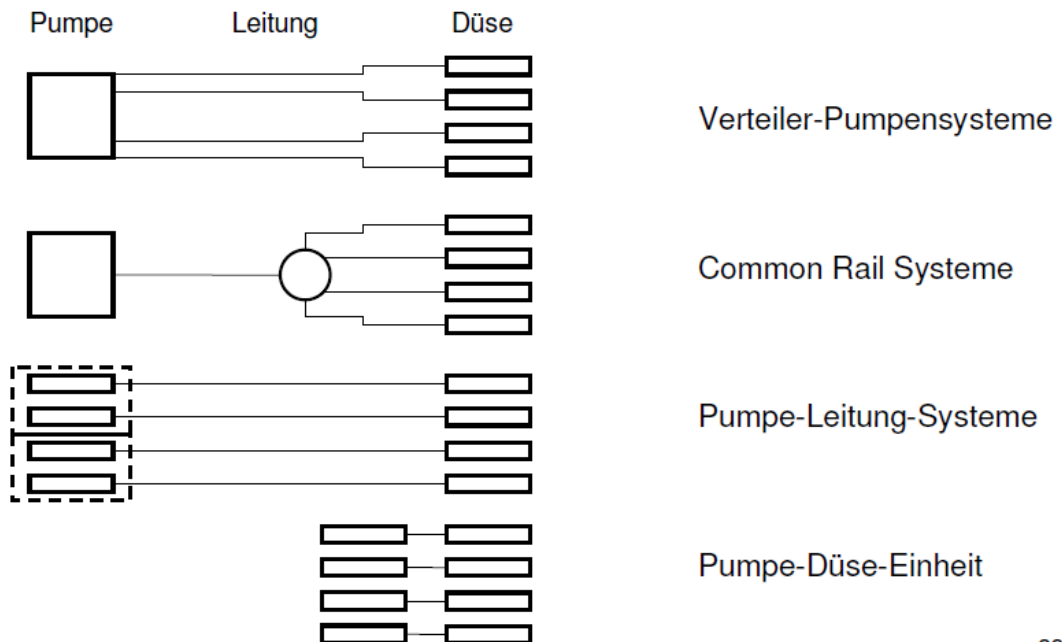 Pumpe Leitung Düse
Verteiler-Pumpensysteme
Common Rail Systeme
Pumpe-Leitung-Systeme
Pumpe-Düse-Einheit